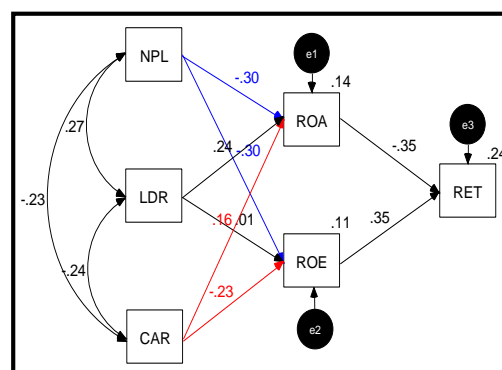 e1
NPL
.14
-.30
ROA
e3
.27
.24
-.30
-.35
.24
-.23
LDR
RET
.16
.01
.11
.35
-.24
ROE
-.23
CAR
e2